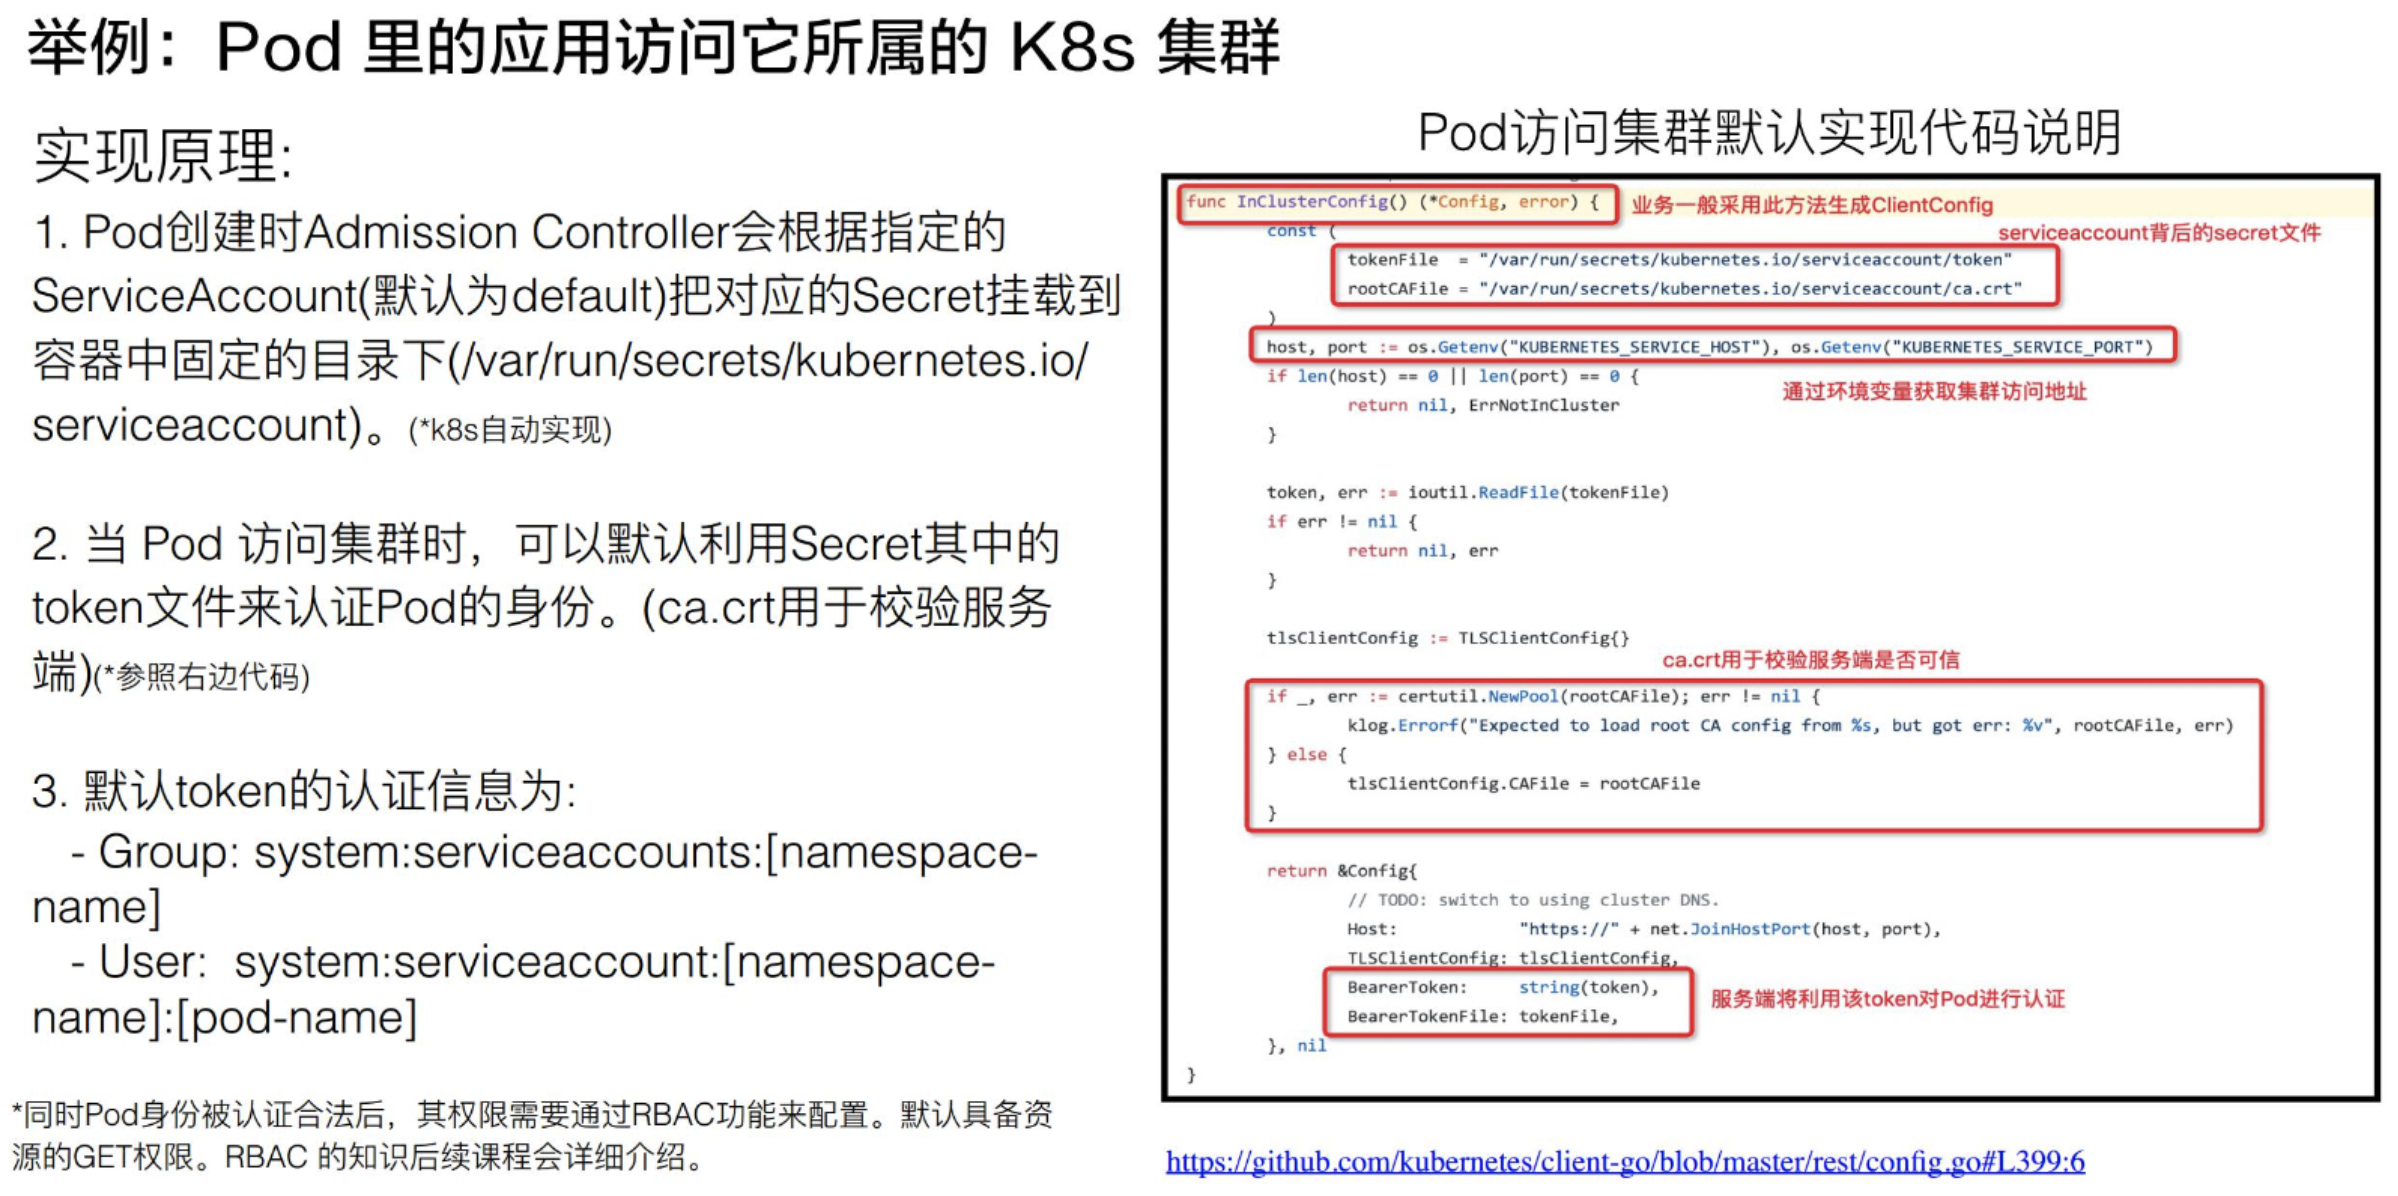 举例：Pod 里的应用访问它所属的 K8s 集群
实现原理:
1. Pod创建时Admission Controller会根据指定的
ServiceAccount(默认为default)把对应的Secret挂载到
容器中固定的目录下(/var/run/secrets/kubernetes.io/
serviceaccount)。(*k8s自动实现)
2. 当 Pod 访问集群时，可以默认利用Secret其中的
token文件来认证Pod的身份。(ca.crt用于校验服务
端)(*参照右边代码)
3. 默认token的认证信息为:
- Group: system:serviceaccounts:[namespace-
name]
- User: system:serviceaccount:[namespace-
name]:[pod-name]
*同时Pod身份被认证合法后，其权限需要通过RBAC功能来配置。默认具备资
源的GET权限。RBAC 的知识后续课程会详细介绍。
Pod访问集群默认实现代码说明
func InClusterConfig() (*Config, error) { 业务一般采用此方法生成ClientConfig
const ( serviceaccount背后的secret文件
tokenFile = "/var/run/secrets/kubernetes.io/serviceaccount/token"
rootCAFile = "/var/run/secrets/kubernetes.io/serviceaccount/ca.crt"
)
host, port := os.Getenv("KUBERNETES_SERVICE_HOST"), os.Getenv("KUBERNETES_SERVICE_PORT")
if len(host) == 0 || len(port) == 0 {
通过环境变量获取集群访问地址
return nil, ErrNotInCluster
}
token, err := ioutil.ReadFile(tokenFile)
if err != nil {
return nil, err
}
tlsClientConfig := TLSClientConfig{}
ca.crt用于校验服务端是否可信
if _, err := certutil.NewPool(rootCAFile); err != nil {
klog.Errorf("Expected to load root CA config from %s, but got err: %v", rootCAFile, err)
} else {
tlsClientConfig.CAFile = rootCAFile
}
return &Config{
// TODO: switch to using cluster DNS.
Host: "https://" + net.JoinHostPort(host, port),
TLSClientConfig: tlsClientConfig,
BearerToken: string(token),
服务端将利用该token对Pod进行认证
BearerTokenFile: tokenFile,
}, nil
}
https://github.com/kubernetes/client-go/blob/master/rest/config.go#L399:6